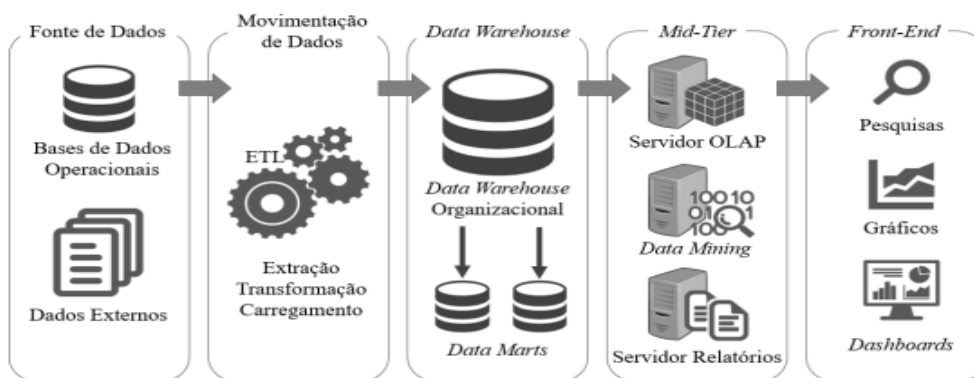 Fonte de Dados
Bases de Dados
Operacionais
Dados Externos
Movimentação
de Dados
ETL
Extração
Transformação
Carregamento
Data Warehouse
Data Warehouse
Organizacional
Data Marts
Mid-Tier
Servidor OLAP
10010
01 1
100
Data Mining
Servidor Relatórios
Front-End
Pesquisas
Gráficos
Dashboards